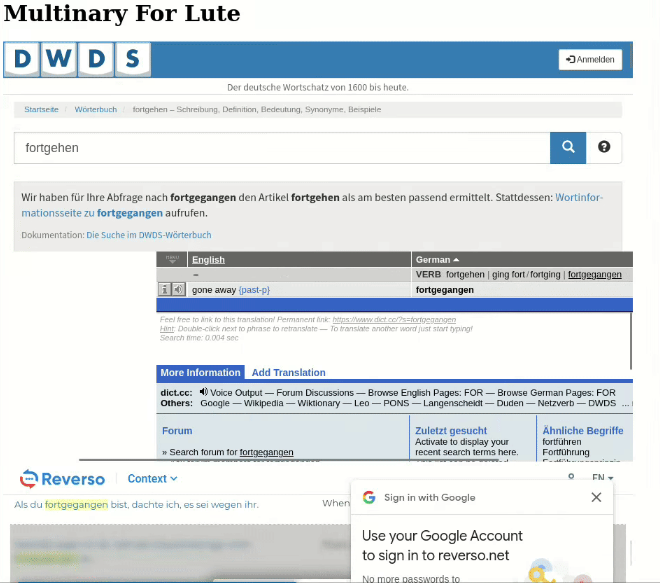 Multinary For Lute
D W D S
Anmelden
Der deutsche Wortschatz von 1600 bis heute.
Startseite / Wörterbuch / fortgehen – Schreibung, Definition, Bedeutung, Synonyme, Beispiele
fortgehen
Wir haben für Ihre Abfrage nach fortgegangen den Artikel fortgehen als am besten passend ermittelt. Stattdessen: Wortinfor-
mationsseite zu fortgegangen aufrufen.
Dokumentation: Die Suche im DWDS-Wörterbuch
English German
– VERB fortgehen | ging fort/fortging | fortgegangen
gone away {past-p} fortgegangen
Feel free to link to this translation! Permanent link: https://www.dict.cc/?s=fortgegangen
Hint: Double-click next to phrase to retranslate — To translate another word just start typing!
Search time: 0.004 sec
More Information Add Translation
dict.cc: Voice Output — Forum Discussions — Browse English Pages: FOR — Browse German Pages: FOR
Others: Google — Wikipedia — Wiktionary — Leo — PONS — Langenscheidt — Duden — Netzverb — DWDS ...
Forum Zuletzt gesucht Ähnliche Begriffe
Activate to display your fortführen
» Search forum for fortgegangen recent search terms here. Fortführung
Reverso Context EN
Als du fortgegangen bist, dachte ich, es sei wegen ihr. When
Sign in with Google
Use your Google Account
to sign in to reverso.net
No more passwords to